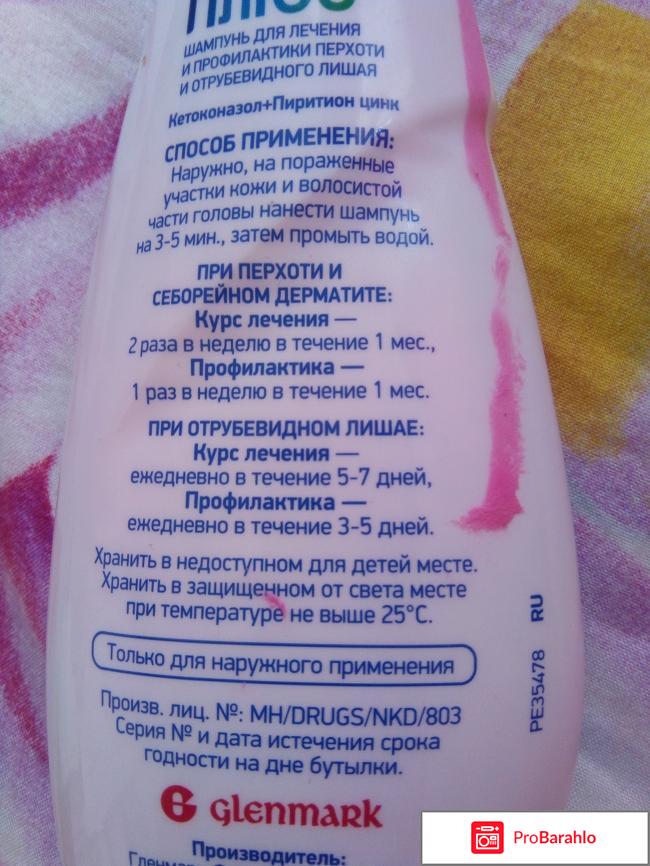 ПЛЮС
ШАМПУНЬ ДЛЯ ЛЕЧЕНИЯ
И ПРОФИЛАКТИКИ ПЕРХОТИ
И ОТРУБЕВИДНОГО ЛИШАЯ
Кетоконазол+Пиритион цинк
СПОСОБ ПРИМЕНЕНИЯ:
Наружно, на пораженные
участки кожи и волосистой
части головы нанести шампунь
на 3-5 мин., затем промыть водой.
ПРИ ПЕРХОТИ И
СЕБОРЕЙНОМ ДЕРМАТИТЕ:
Курс лечения —
2 раза в неделю в течение 1 мес.,
Профилактика —
1 раз в неделю в течение 1 мес.
ПРИ ОТРУБЕВИДНОМ ЛИШАЕ:
Курс лечения —
ежедневно в течение 5-7 дней,
Профилактика —
ежедневно в течение 3-5 дней.
Хранить в недоступном для детей месте.
Хранить в защищенном от света месте
при температуре не выше 25°C.
Только для наружного применения
Произв. лиц. №: MH/DRUGS/NKD/803
Серия № и дата истечения срока
годности на дне бутылки.
glenmark
Производитель:
PE35478 RU
ProBarahlo